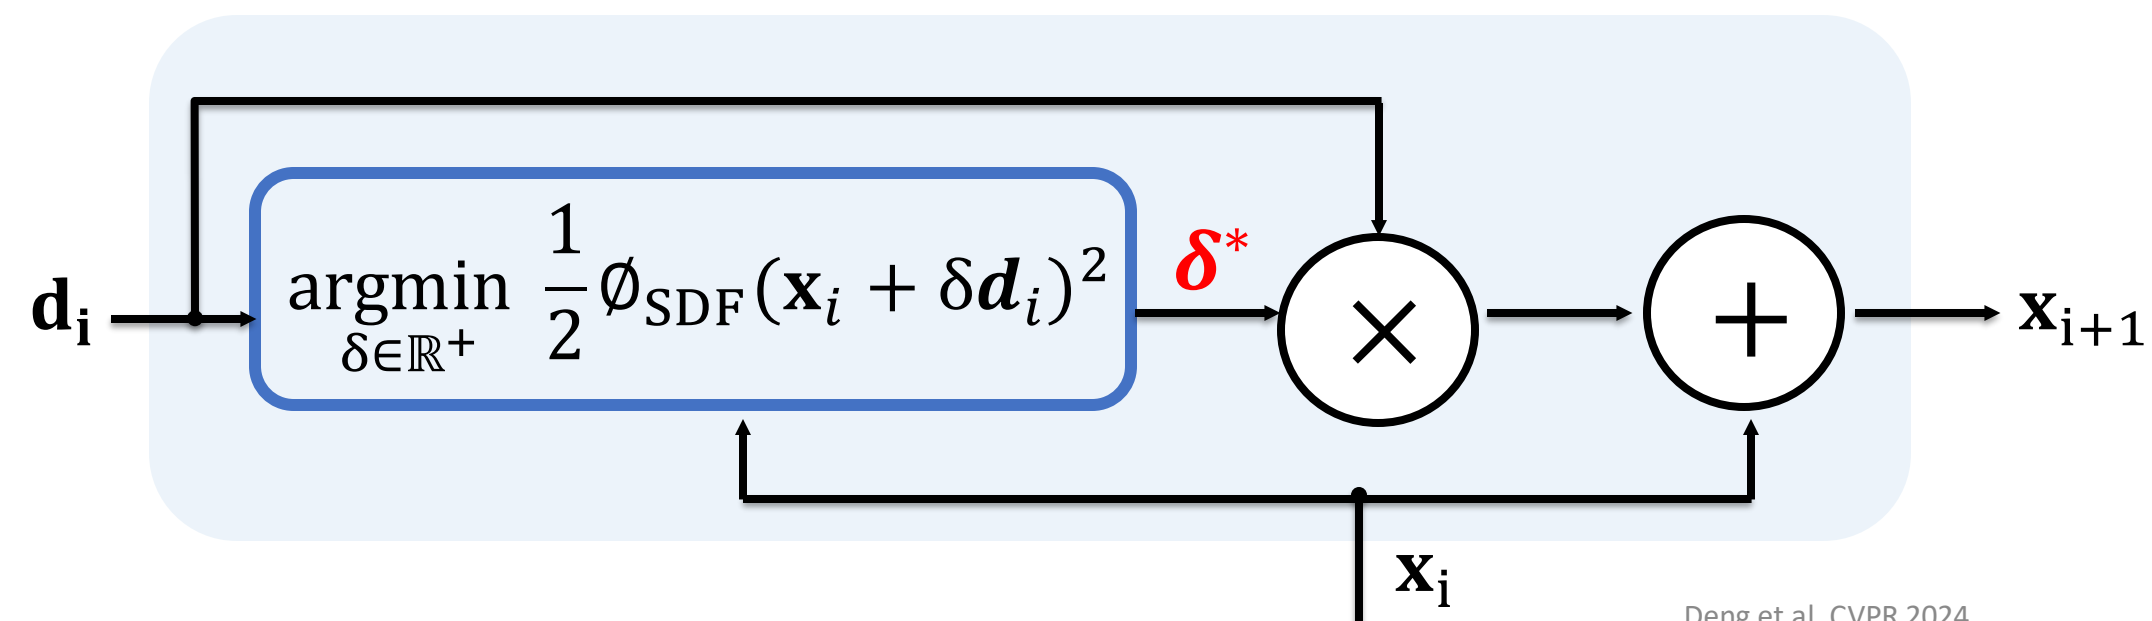 𝐝ᵢ
argmin 1/2 ∅SDF(𝐱ᵢ + δ𝒅ᵢ)²
δ∈ℝ⁺
δ*
×
+
𝐱ᵢ₊₁
𝐱ᵢ
Deng et al. CVPR 2024